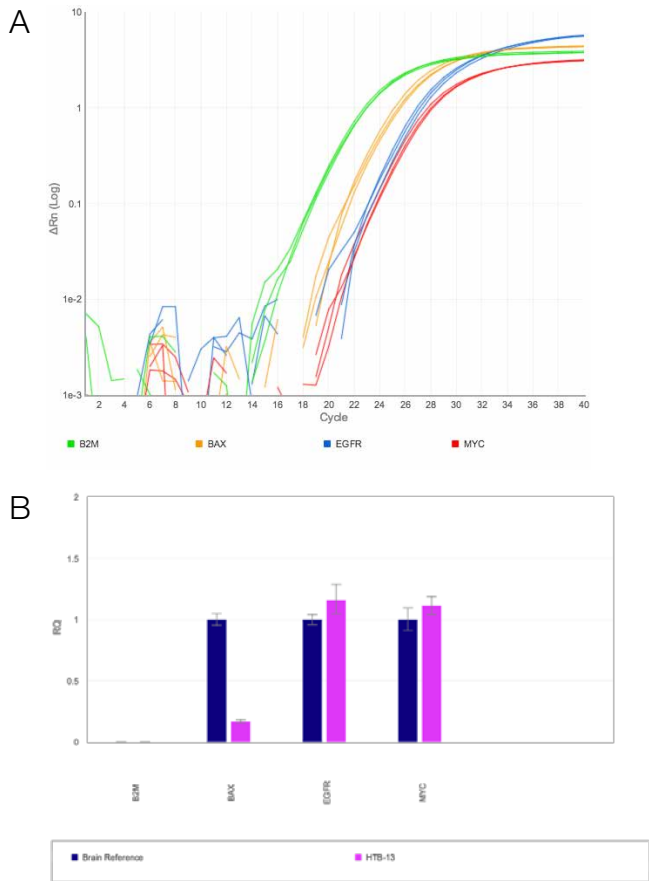 A
10
1
0.1
1e-2
1e-3
ΔRn (Log)
2 4 6 8 10 12 14 16 18 20 22 24 26 28 30 32 34 36 38 40
Cycle
B2M BAX EGFR MYC
B
2
1.5
1
0.5
0
RQ
B2M BAX EGFR MYC
Brain Reference HTB-13